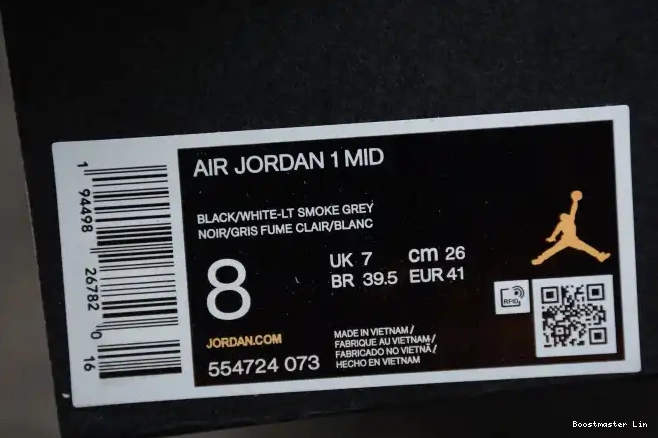 AIR JORDAN 1 MID
BLACK/WHITE-LT SMOKE GREY
NOIR/GRIS FUME CLAIR/BLANC
8
UK 7 cm 26
BR 39.5 EUR 41
RFID
JORDAN.COM
554724 073
MADE IN VIETNAM /
FABRIQUE AU VIETNAM/
FABRICADO NO VIETNÃ /
HECHO EN VIETNAM
1 94498 26782 0 16
Boostmaster Lin